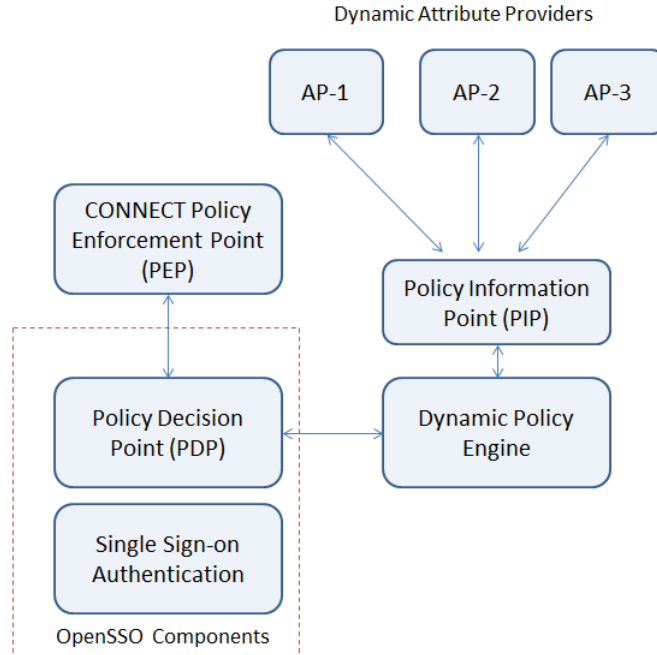 Dynamic Attribute Providers
AP-1
AP-2
AP-3
CONNECT Policy
Enforcement Point
(PEP)
Policy Information
Point (PIP)
Policy Decision
Point (PDP)
Dynamic Policy
Engine
Single Sign-on
Authentication
OpenSSO Components